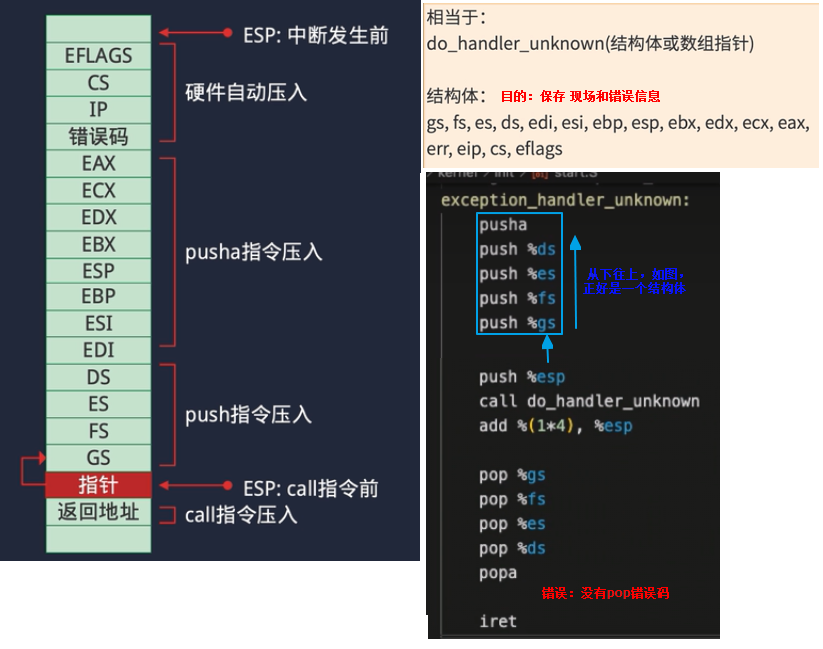 ESP: 中断发生前
EFLAGS
CS
IP
错误码
硬件自动压入
EAX
ECX
EDX
EBX
ESP
EBP
ESI
EDI
pusha指令压入
DS
ES
FS
GS
push指令压入
指针
ESP: call指令前
返回地址
call指令压入
相当于:
do_handler_unknown(结构体或数组指针)
结构体: 目的: 保存 现场和错误信息
gs, fs, es, ds, edi, esi, ebp, esp, ebx, edx, ecx, eax,
err, eip, cs, eflags
kernel > init > start.S
exception_handler_unknown:
pusha
push %ds
push %es
push %fs
push %gs
从下往上，如图，
正好是一个结构体
push %esp
call do_handler_unknown
add %(1*4), %esp
pop %gs
pop %fs
pop %es
pop %ds
popa
错误: 没有pop错误码
iret